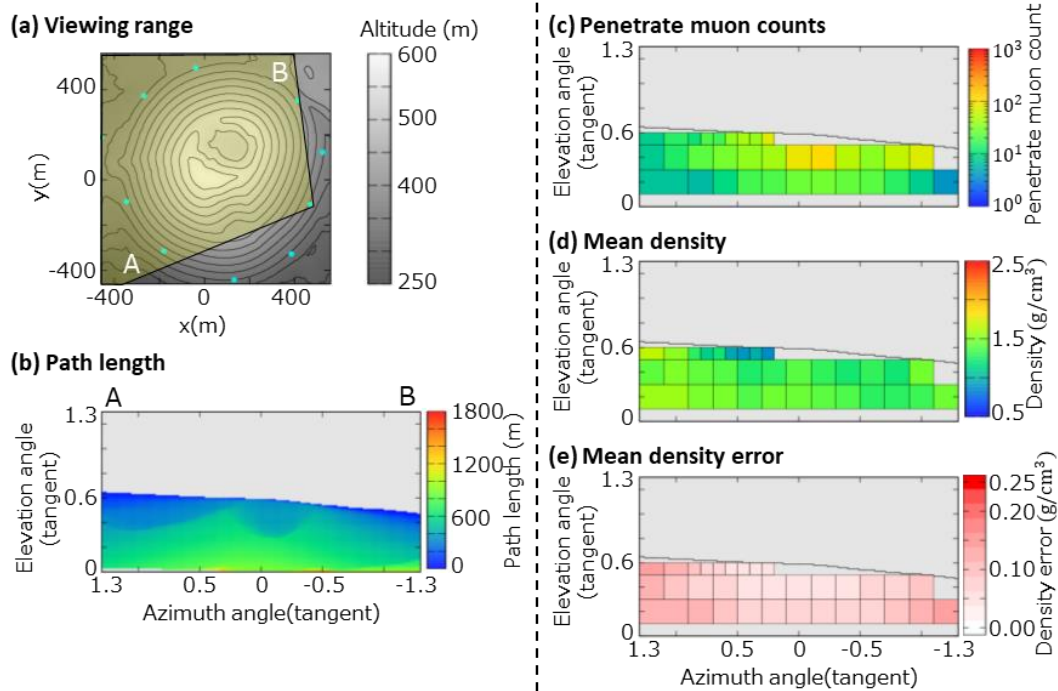 (a) Viewing range
Altitude (m)
600
500
400
250
B
A
400
0
-400
y(m)
-400 0 400
x(m)
(b) Path length
A B
1.3
0.6
0
Elevation angle
(tangent)
1800
1200
600
0
Path length (m)
1.3 0.5 0 -0.5 -1.3
Azimuth angle(tangent)
(c) Penetrate muon counts
1.3
0.6
0
Elevation angle
(tangent)
10³
10²
10¹
10⁰
Penetrate muon count
(d) Mean density
1.3
0.6
0
Elevation angle
(tangent)
2.5
1.5
0.5
Density (g/cm³)
(e) Mean density error
1.3
0.6
0
Elevation angle
(tangent)
0.25
0.20
0.10
0.00
Density error (g/cm³)
1.3 0.5 0 -0.5 -1.3
Azimuth angle(tangent)